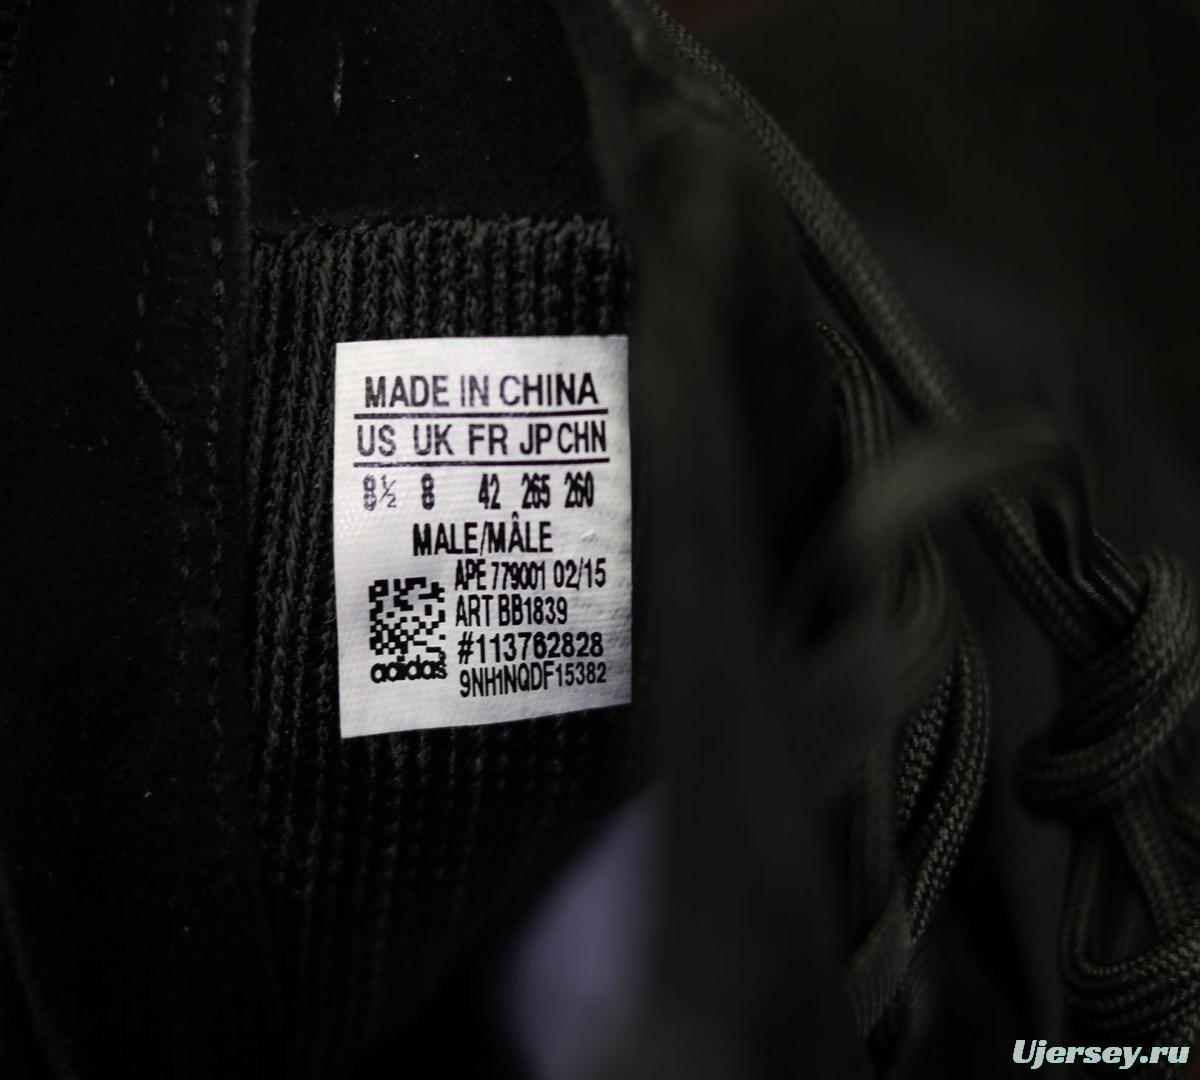 MADE IN CHINA
US UK FR JP CHN
8½ 8 42 265 260
MALE/MÂLE
APE 779001 02/15
ART BB1839
#113762828
9NH1NQDF15382
adidas
Ujersey.ru